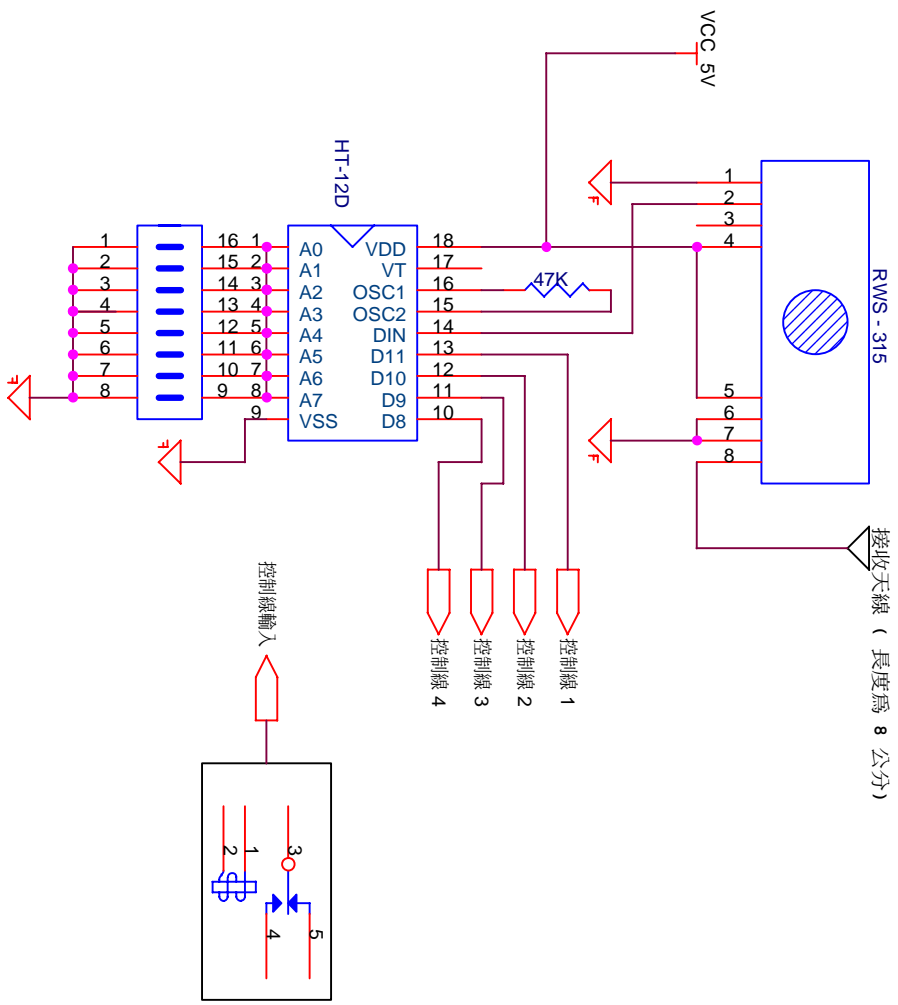 VCC 5V
RWS - 315
1
2
3
4
5
6
7
8
接收天線 ( 長度爲 8 公分)
HT-12D
47K
1 16 1 A0 VDD 18
2 15 2 A1 VT 17
3 14 3 A2 OSC1 16
4 13 4 A3 OSC2 15
5 12 5 A4 DIN 14
6 11 6 A5 D11 13
7 10 7 A6 D10 12
8 9 8 A7 D9 11
9 VSS D8 10
控制線 4
控制線 3
控制線 2
控制線 1
控制線輸入
2
1
3
4
5